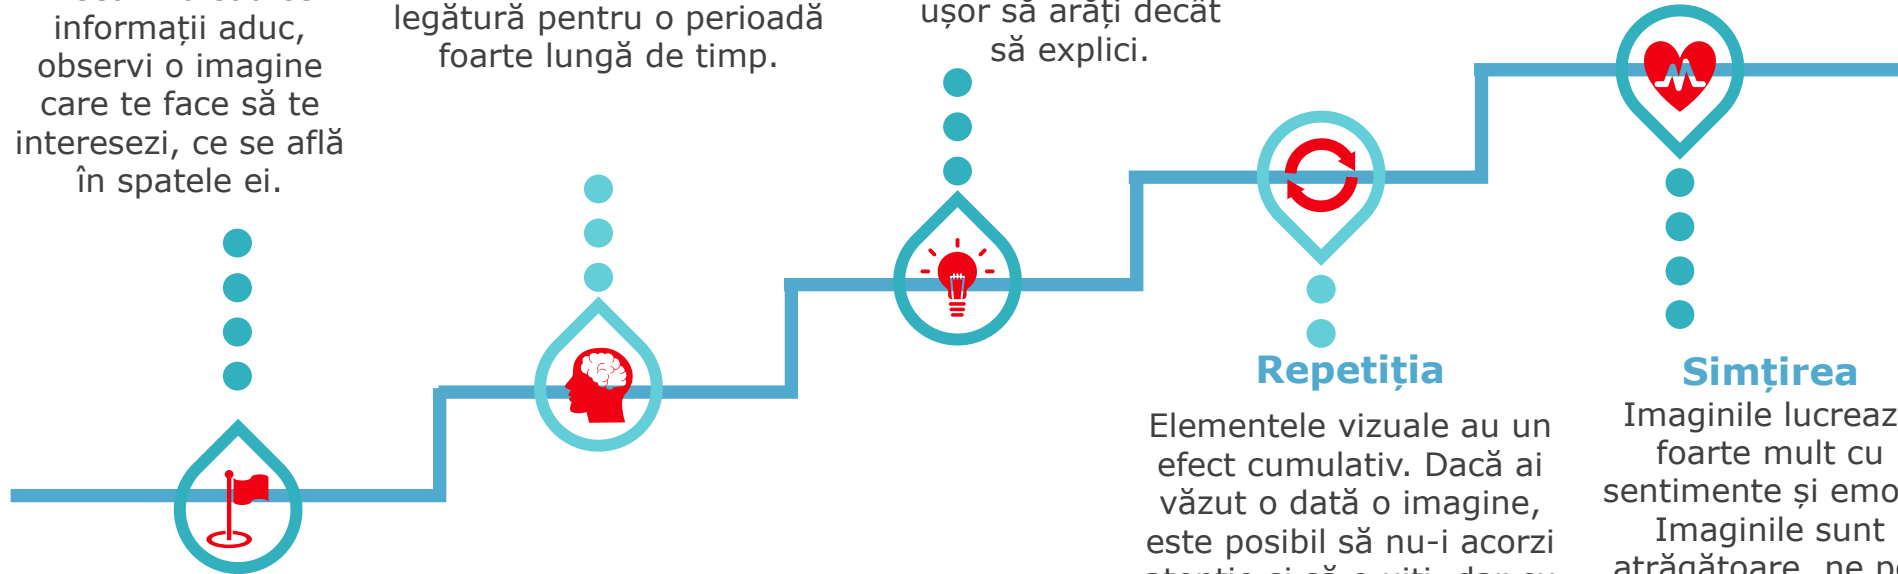 informații aduc,
observi o imagine
care te face să te
interesezi, ce se află
în spatele ei.
legătură pentru o perioadă
foarte lungă de timp.
ușor să arăți decât
să explici.
Repetiția
Elementele vizuale au un
efect cumulativ. Dacă ai
văzut o dată o imagine,
este posibil să nu-i acorzi
Simțirea
Imaginile lucreaz
foarte mult cu
sentimente și emo
Imaginile sunt
atrăgătoare, ne p